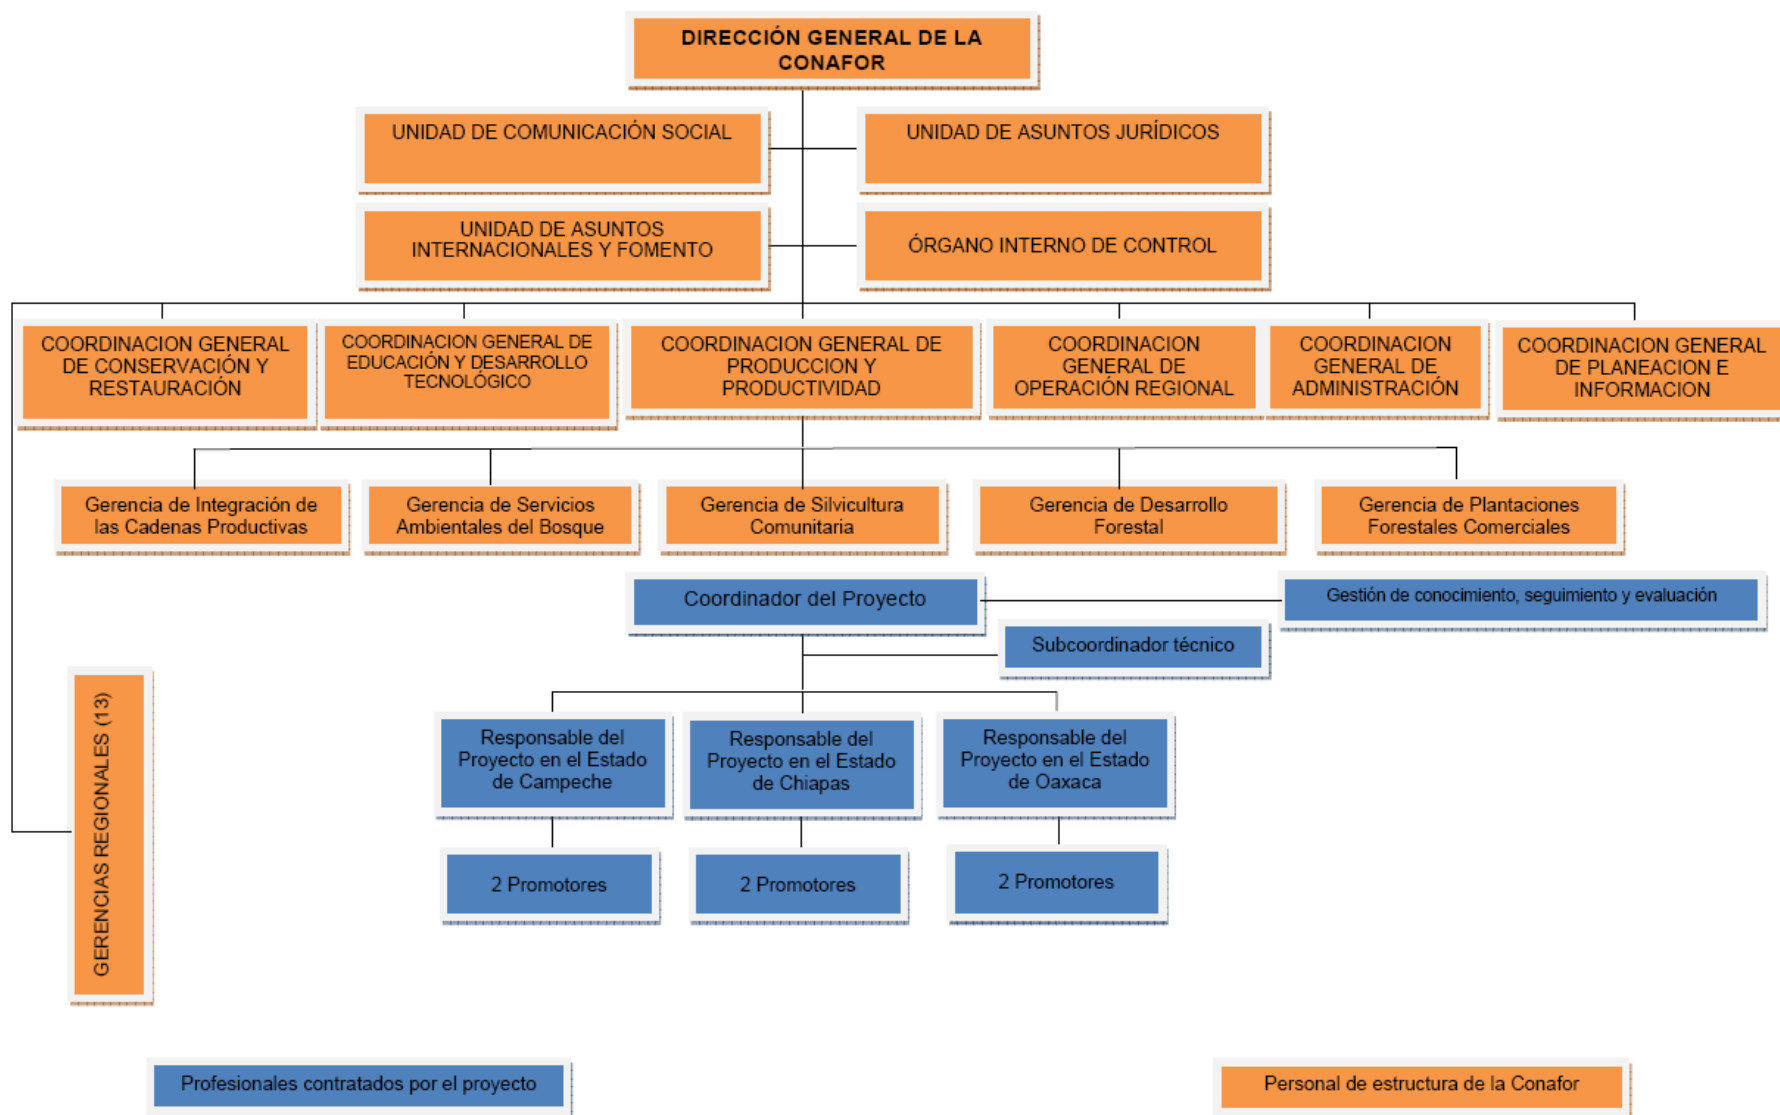 DIRECCIÓN GENERAL DE LA
CONAFOR
UNIDAD DE COMUNICACIÓN SOCIAL
UNIDAD DE ASUNTOS JURÍDICOS
UNIDAD DE ASUNTOS
INTERNACIONALES Y FOMENTO
ÓRGANO INTERNO DE CONTROL
COORDINACION GENERAL
DE CONSERVACIÓN Y
RESTAURACIÓN
COORDINACION GENERAL DE
EDUCACIÓN Y DESARROLLO
TECNOLÓGICO
COORDINACION GENERAL DE
PRODUCCION Y
PRODUCTIVIDAD
COORDINACION
GENERAL DE
OPERACIÓN REGIONAL
COORDINACION
GENERAL DE
ADMINISTRACIÓN
COORDINACION GENERAL
DE PLANEACION E
INFORMACION
Gerencia de Integración de
las Cadenas Productivas
Gerencia de Servicios
Ambientales del Bosque
Gerencia de Silvicultura
Comunitaria
Gerencia de Desarrollo
Forestal
Gerencia de Plantaciones
Forestales Comerciales
Coordinador del Proyecto
Gestión de conocimiento, seguimiento y evaluación
Subcoordinador técnico
GERENCIAS REGIONALES (13)
Responsable del
Proyecto en el Estado
de Campeche
Responsable del
Proyecto en el Estado
de Chiapas
Responsable del
Proyecto en el Estado
de Oaxaca
2 Promotores
2 Promotores
2 Promotores
Profesionales contratados por el proyecto
Personal de estructura de la Conafor